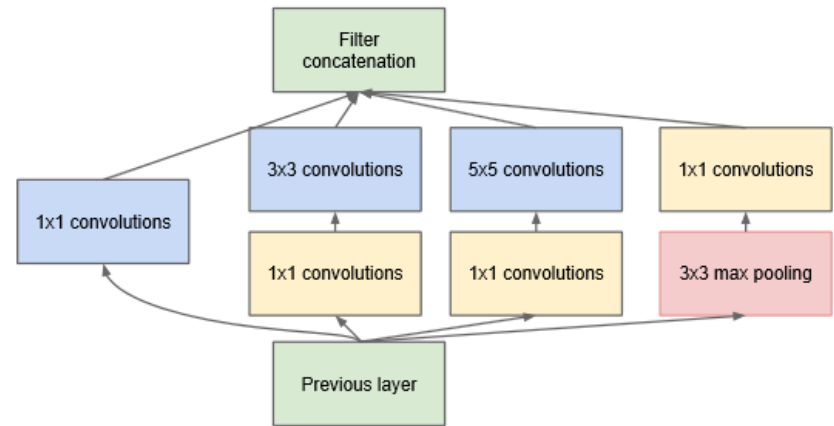 Filter
concatenation
3x3 convolutions
5x5 convolutions
1x1 convolutions
1x1 convolutions
1x1 convolutions
1x1 convolutions
3x3 max pooling
Previous layer